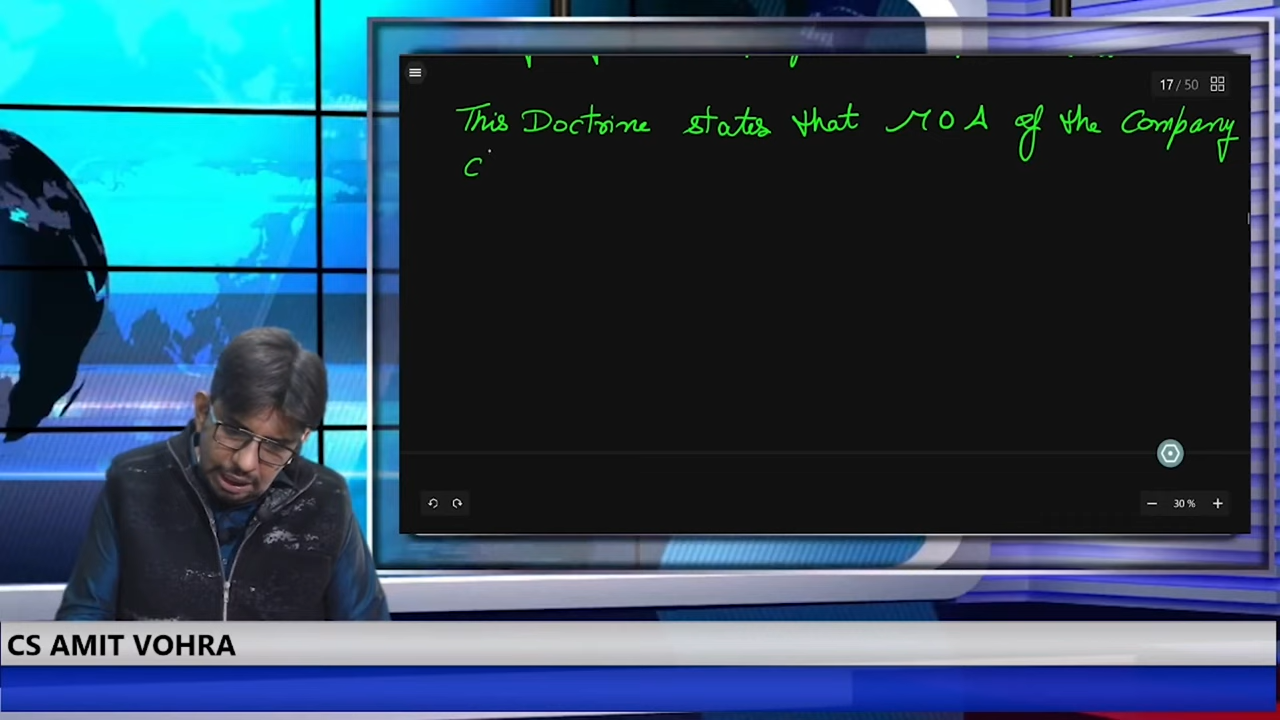 17 / 50
This Doctrine states that MOA of the Company
c
30 %
CS AMIT VOHRA